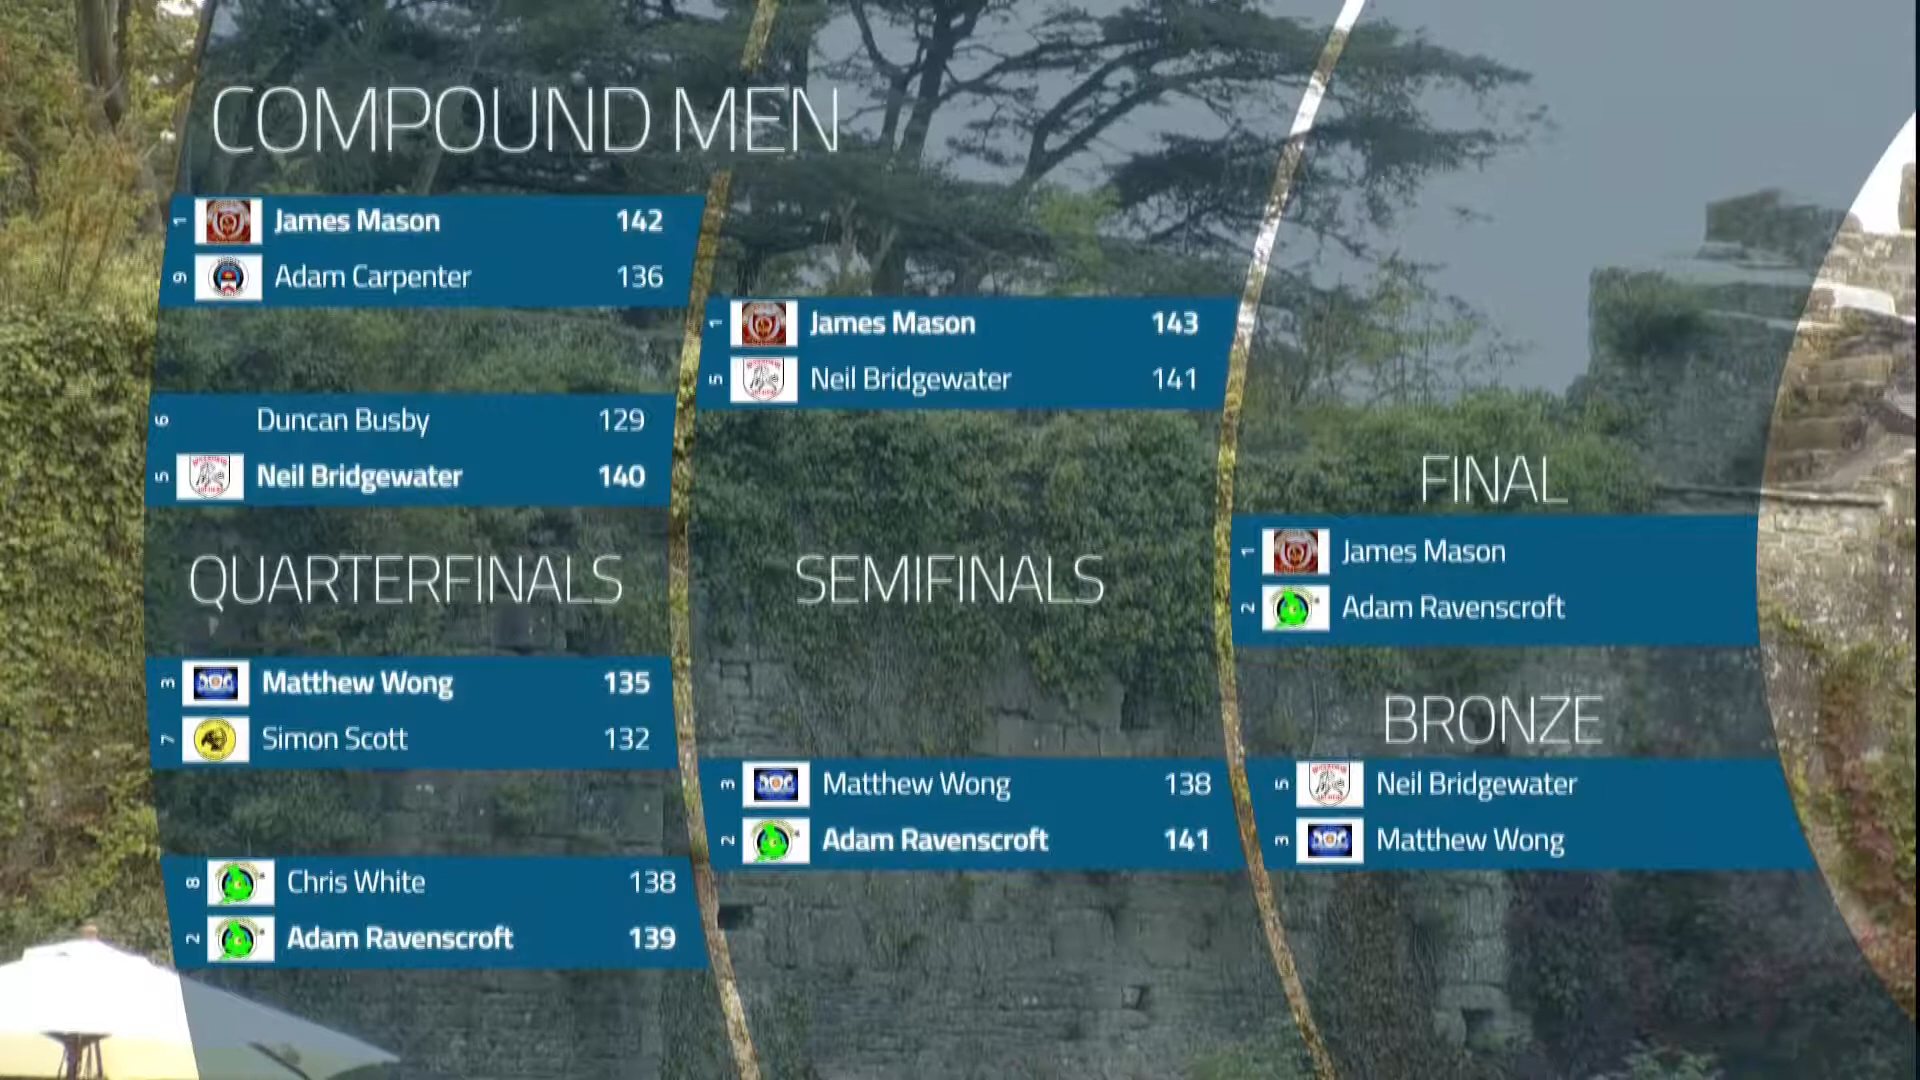 COMPOUND MEN
1 James Mason 142
9 Adam Carpenter 136
6 Duncan Busby 129
5 Neil Bridgewater 140
QUARTERFINALS
3 Matthew Wong 135
7 Simon Scott 132
8 Chris White 138
2 Adam Ravenscroft 139
1 James Mason 143
5 Neil Bridgewater 141
SEMIFINALS
3 Matthew Wong 138
2 Adam Ravenscroft 141
FINAL
1 James Mason
2 Adam Ravenscroft
BRONZE
5 Neil Bridgewater
3 Matthew Wong